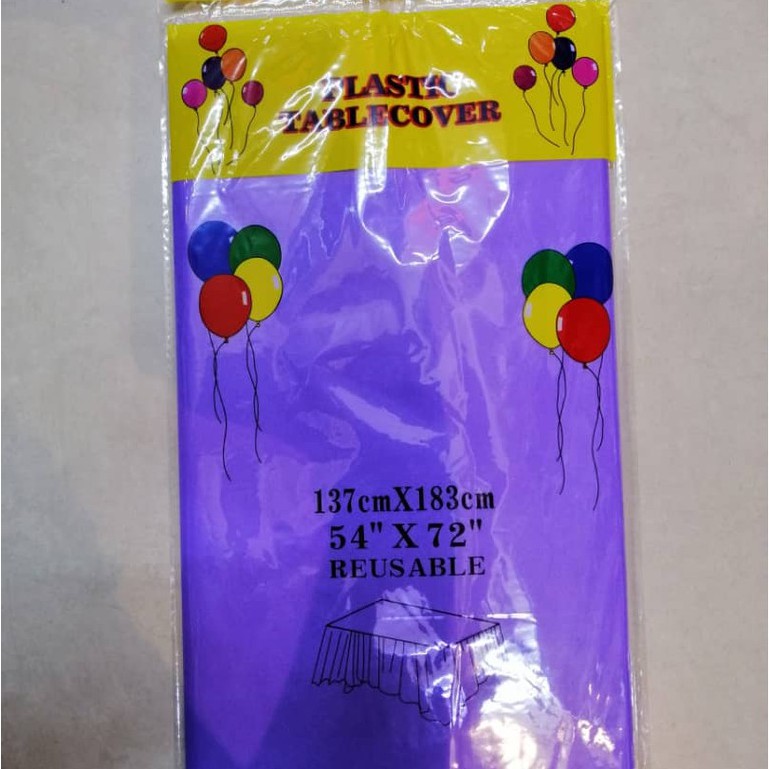 PLASTIC
TABLECOVER
137cmX183cm
54" X 72"
REUSABLE